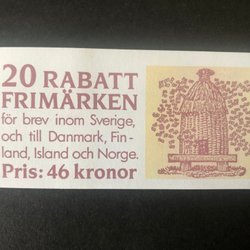 20 RABATT
FRIMÄRKEN
för brev inom Sverige,
och till Danmark, Fin-
land, Island och Norge.
Pris: 46 kronor